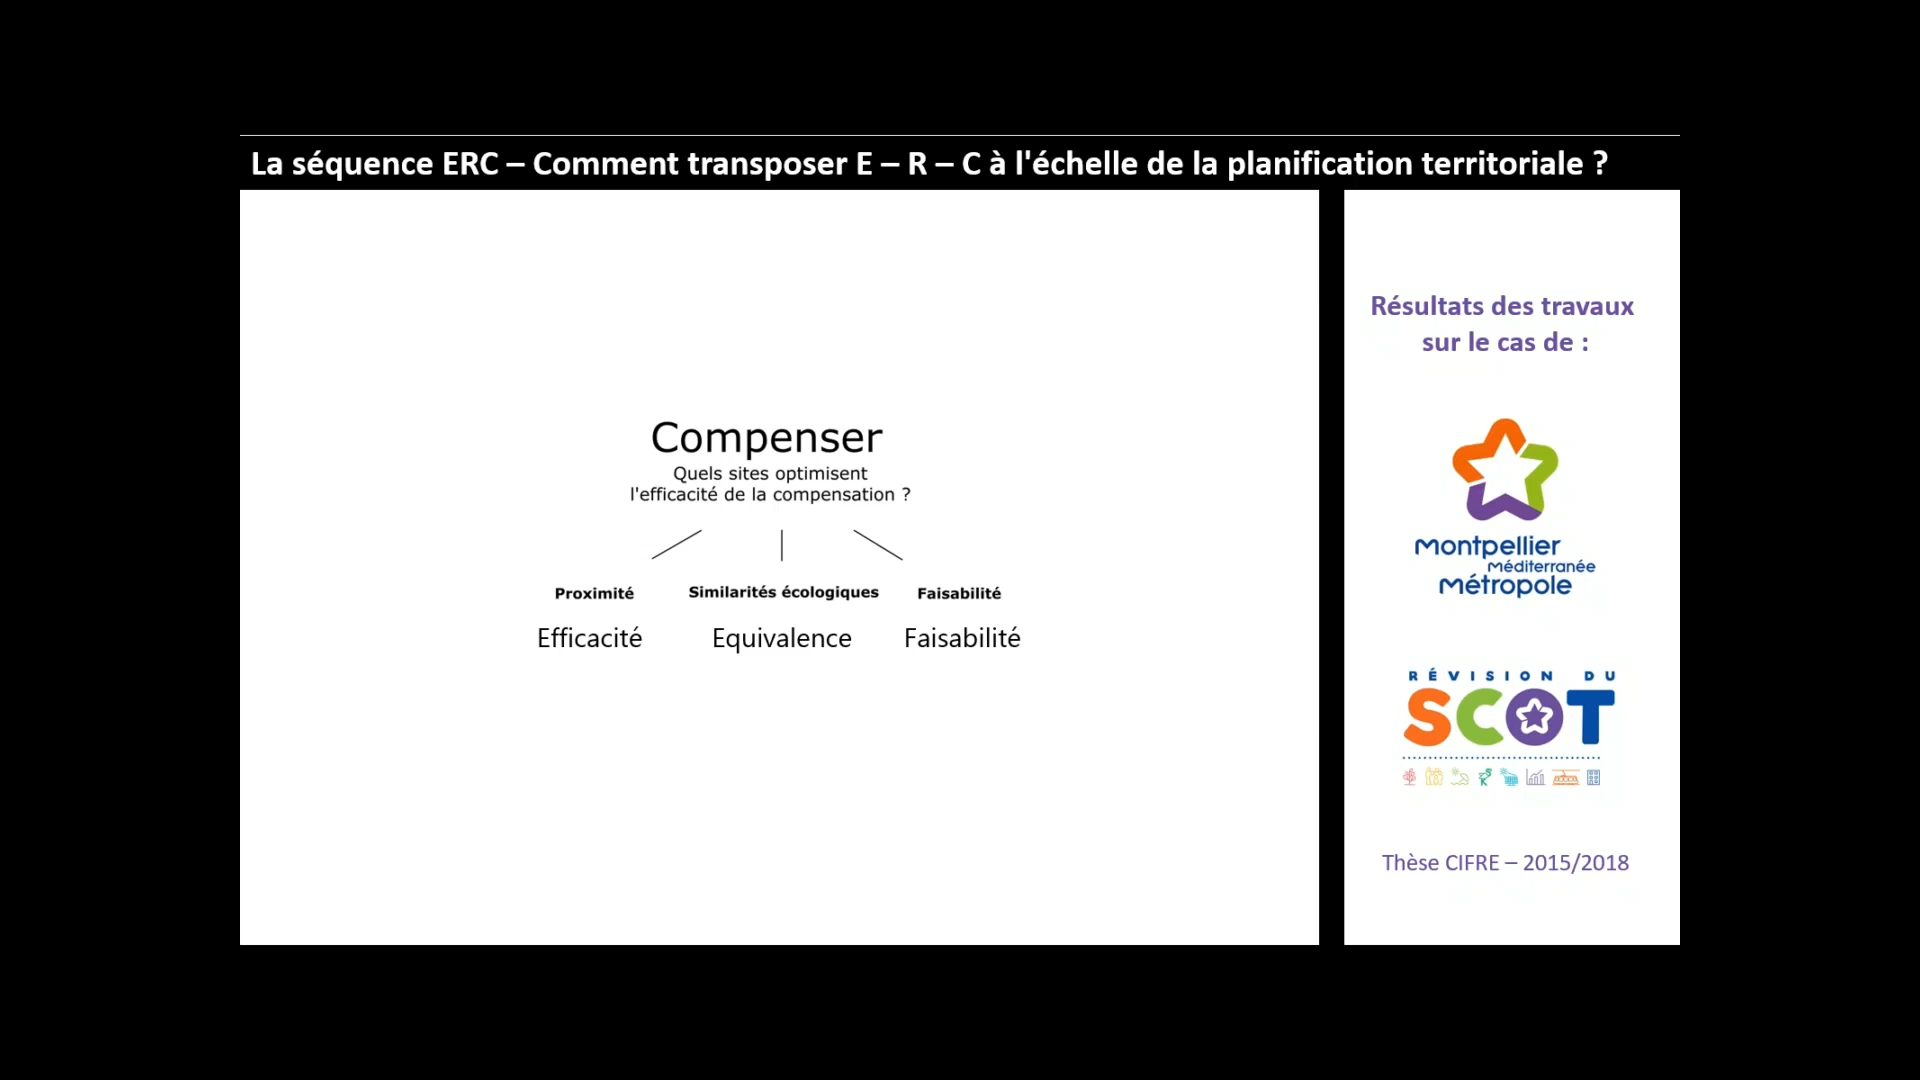 La séquence ERC – Comment transposer E – R – C à l'échelle de la planification territoriale ?
Compenser
Quels sites optimisent
l'efficacité de la compensation ?
Proximité
Similarités écologiques
Faisabilité
Efficacité
Equivalence
Faisabilité
Résultats des travaux
sur le cas de :
montpellier
méditerranée
métropole
RÉVISION DU
SCOT
Thèse CIFRE – 2015/2018